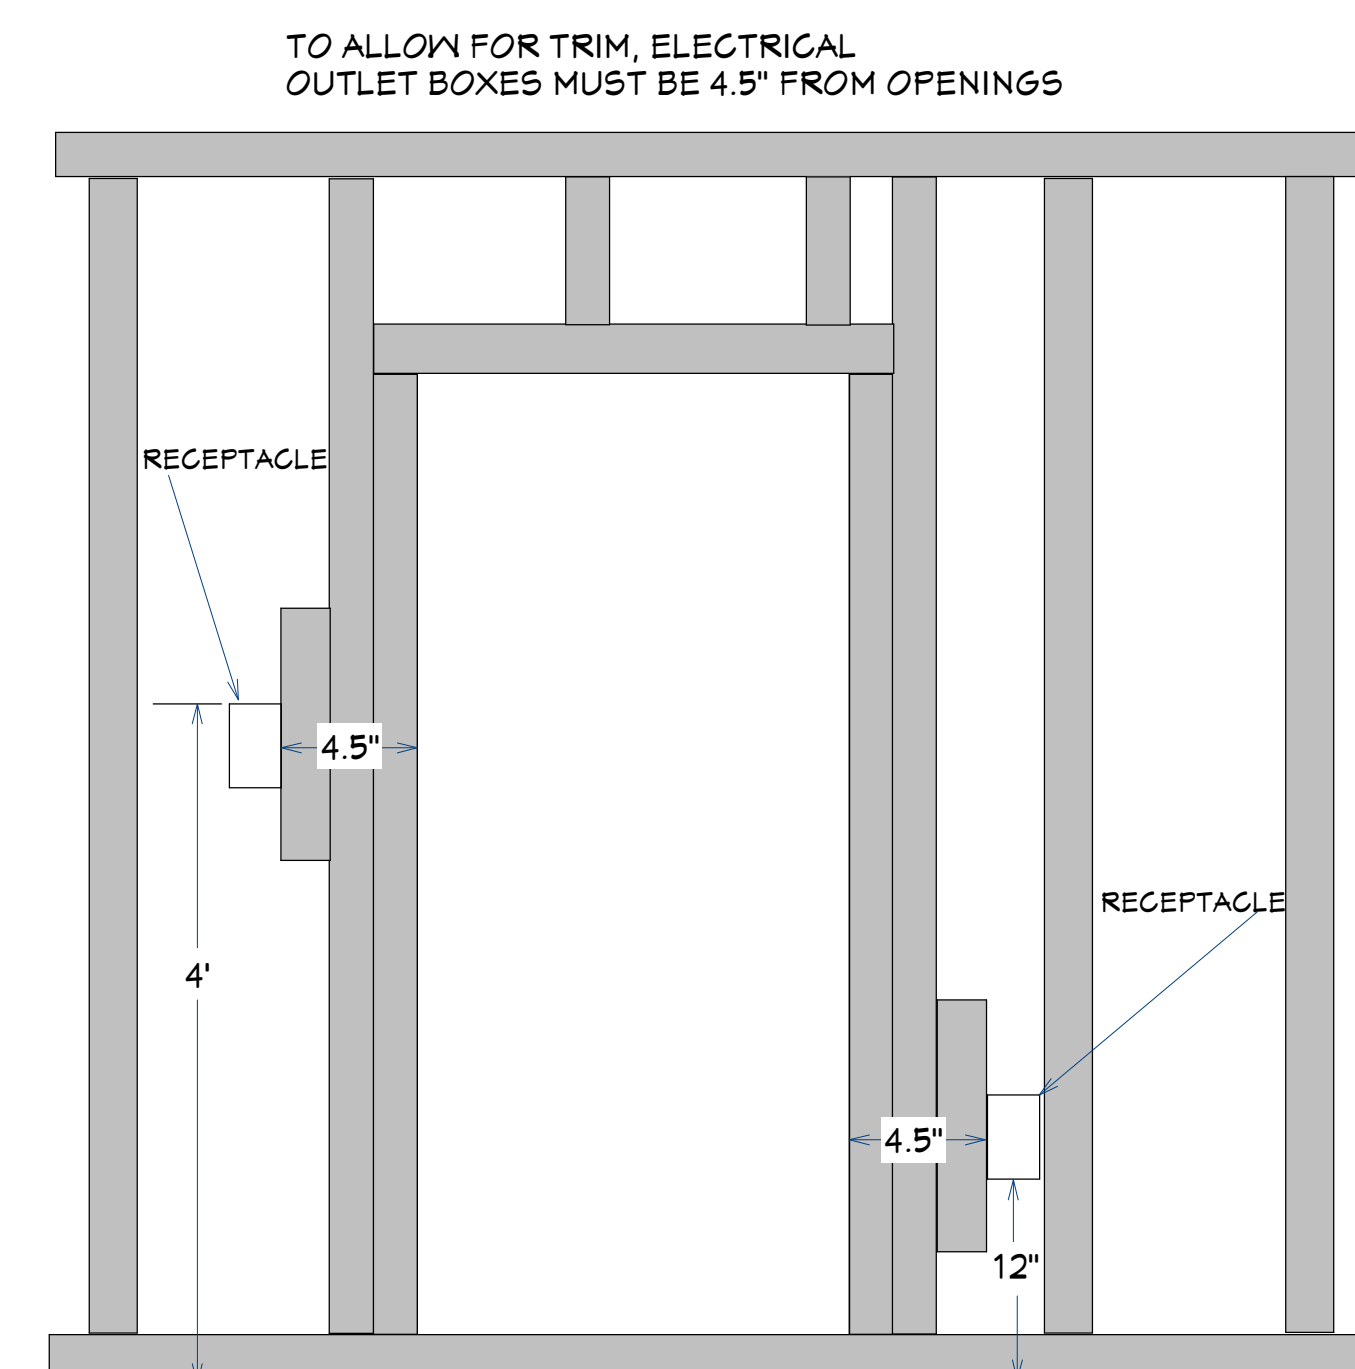 TO ALLOW FOR TRIM, ELECTRICAL
OUTLET BOXES MUST BE 4.5" FROM OPENINGS
RECEPTACLE
4.5"
4'
RECEPTACLE
4.5"
12"